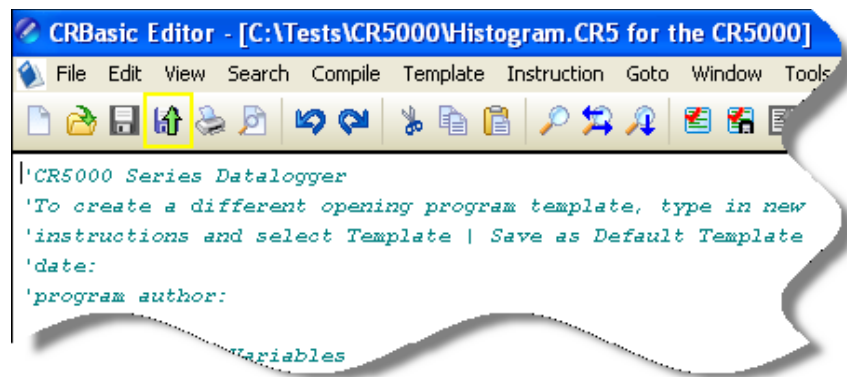 CRBasic Editor - [C:\Tests\CR5000\Histogram.CR5 for the CR5000]
File Edit View Search Compile Template Instruction Goto Window Tools
'CR5000 Series Datalogger
'To create a different opening program template, type in new
'instructions and select Template | Save as Default Template
'date:
'program author:
Variables